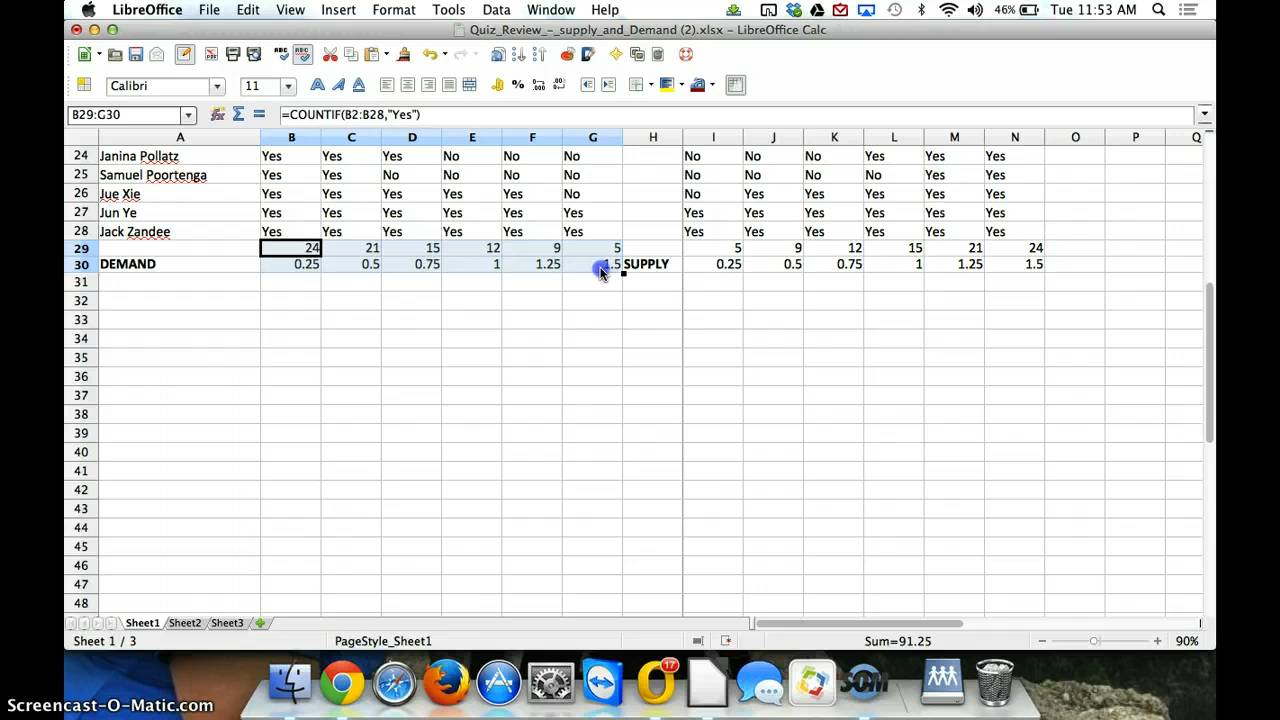 LibreOffice File Edit View Insert Format Tools Data Window Help 46% Tue 11:53 AM
Quiz_Review_-_supply_and_Demand (2).xlsx - LibreOffice Calc
Calibri 11
B29:G30 =COUNTIF(B2:B28,"Yes")
A B C D E F G H I J K L M N O P Q
24 Janina Pollatz Yes Yes Yes No No No No No No Yes Yes Yes
25 Samuel Poortenga Yes Yes No No No No No No No No Yes Yes
26 Jue Xie Yes Yes Yes Yes Yes No No Yes Yes Yes Yes Yes
27 Jun Ye Yes Yes Yes Yes Yes Yes Yes Yes Yes Yes Yes Yes
28 Jack Zandee Yes Yes Yes Yes Yes Yes Yes Yes Yes Yes Yes Yes
29 24 21 15 12 9 5 5 9 12 15 21 24
30 DEMAND 0.25 0.5 0.75 1 1.25 1.5 SUPPLY 0.25 0.5 0.75 1 1.25 1.5
31
32
33
34
35
36
37
38
39
40
41
42
43
44
45
46
47
48
Sheet1 Sheet2 Sheet3
Sheet 1 / 3 PageStyle_Sheet1 Sum=91.25 90%
17
SOM
Screencast-O-Matic.com